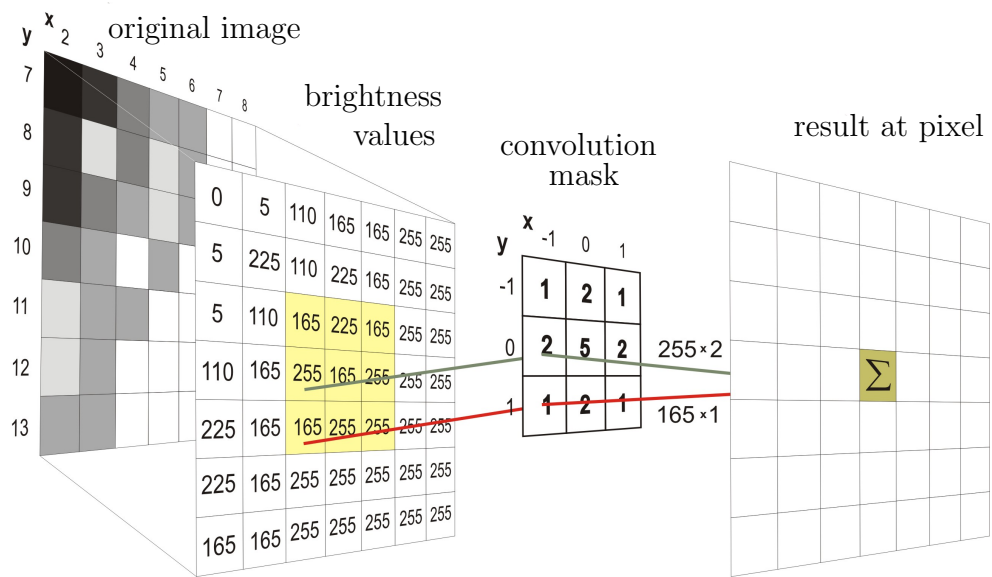 original image
x
y
2 3 4 5 6 7 8
7
8
9
10
11
12
13
brightness
values
0 5 110 165 165 255 255
5 225 110 225 165 255 255
5 110 165 225 165 255 255
110 165 255 165 255 255 255
225 165 165 255 255 255 255
225 165 255 255 255 255 255
165 165 255 255 255 255 255
convolution
mask
x
y
-1 0 1
-1 1 2 1
0 2 5 2
1 1 2 1
255×2
165×1
result at pixel
∑